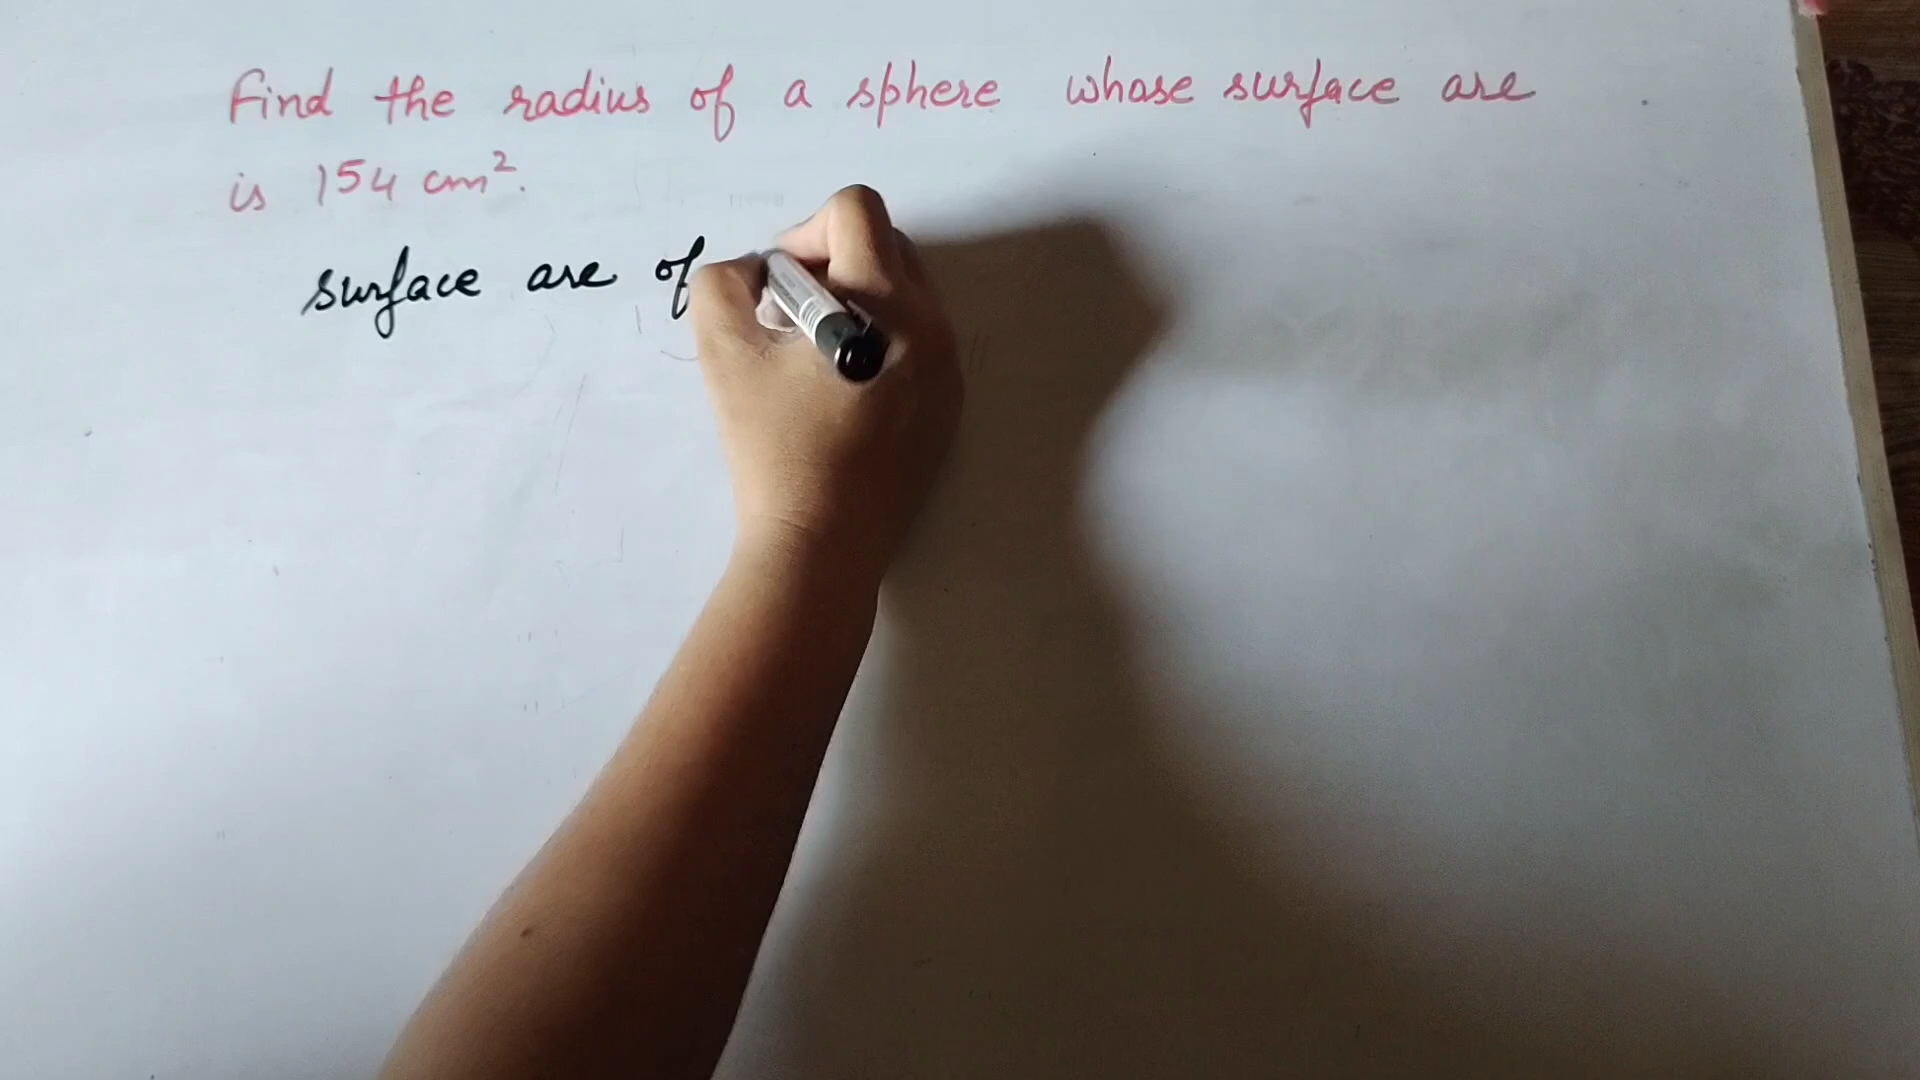 Find the radius of a sphere whose surface are
is 154 cm².
surface are of